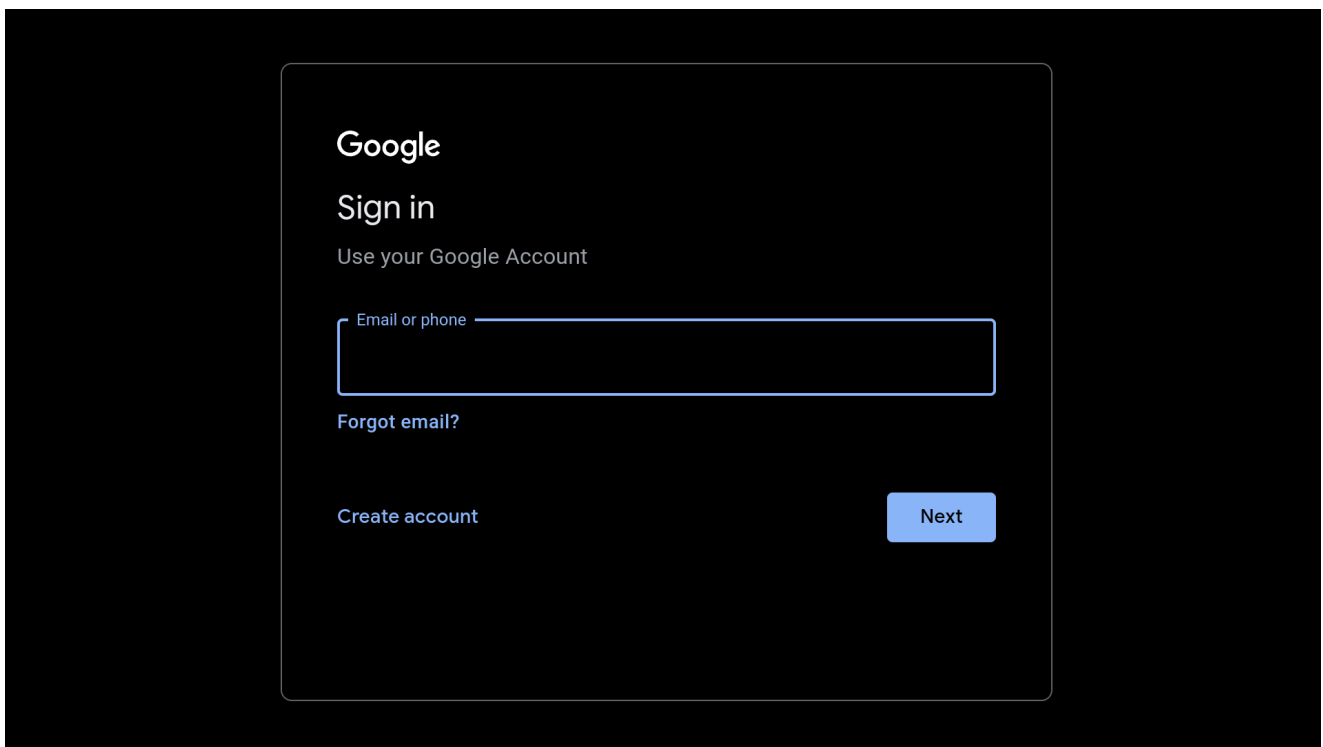 Google
Sign in
Use your Google Account
Email or phone
Forgot email?
Create account
Next